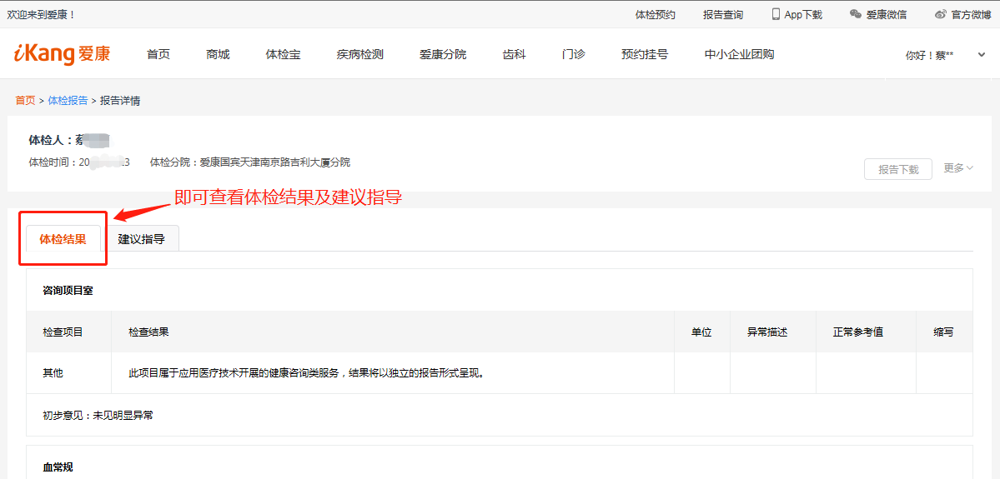 欢迎来到爱康！ 体检预约 报告查询 App下载 爱康微信 官方微博
iKang爱康 首页 商城 体检宝 疾病检测 爱康分院 齿科 门诊 预约挂号 中小企业团购 你好！蔡**
首页 > 体检报告 > 报告详情
体检人：蔡
体检时间：20 3 体检分院：爱康国宾天津南京路吉利大厦分院
报告下载 更多
即可查看体检结果及建议指导
体检结果 建议指导
咨询项目室
检查项目 检查结果 单位 异常描述 正常参考值 缩写
其他 此项目属于应用医疗技术开展的健康咨询类服务，结果将以独立的报告形式呈现。
初步意见：未见明显异常
血常规